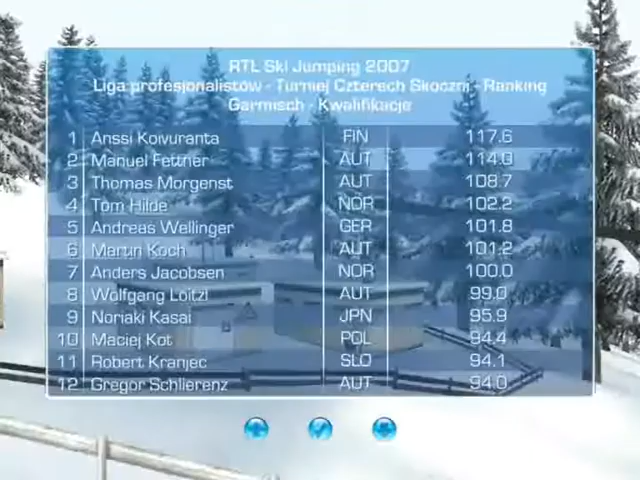 RTL Ski Jumping 2007
Liga profesjonalistów - Turniej Czterech Skoczni - Ranking
Garmisch - Kwalifikacje
1 Anssi Koivuranta FIN 117.6
2 Manuel Fettner AUT 114.0
3 Thomas Morgenst AUT 108.7
4 Tom Hilde NOR 102.2
5 Andreas Wellinger GER 101.8
6 Martin Koch AUT 101.2
7 Anders Jacobsen NOR 100.0
8 Wolfgang Loitzl AUT 99.0
9 Noriaki Kasai JPN 95.9
10 Maciej Kot POL 94.4
11 Robert Kranjec SLO 94.1
12 Gregor Schlierenz AUT 94.0